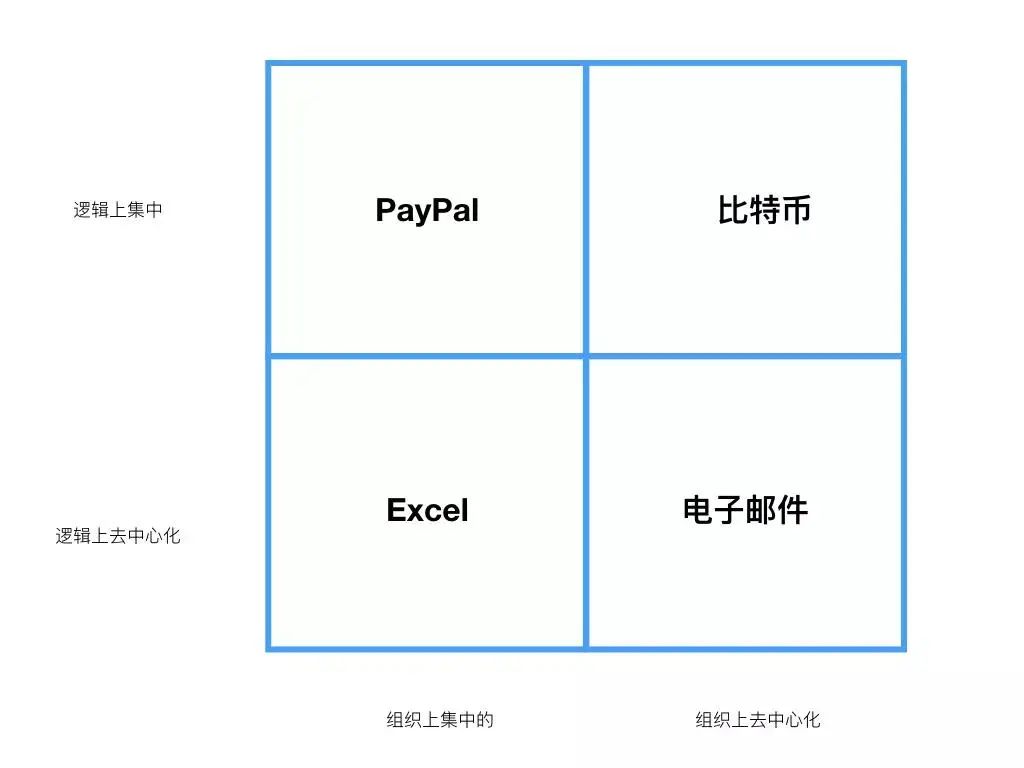 逻辑上集中
PayPal
比特币
逻辑上去中心化
Excel
电子邮件
组织上集中的
组织上去中心化